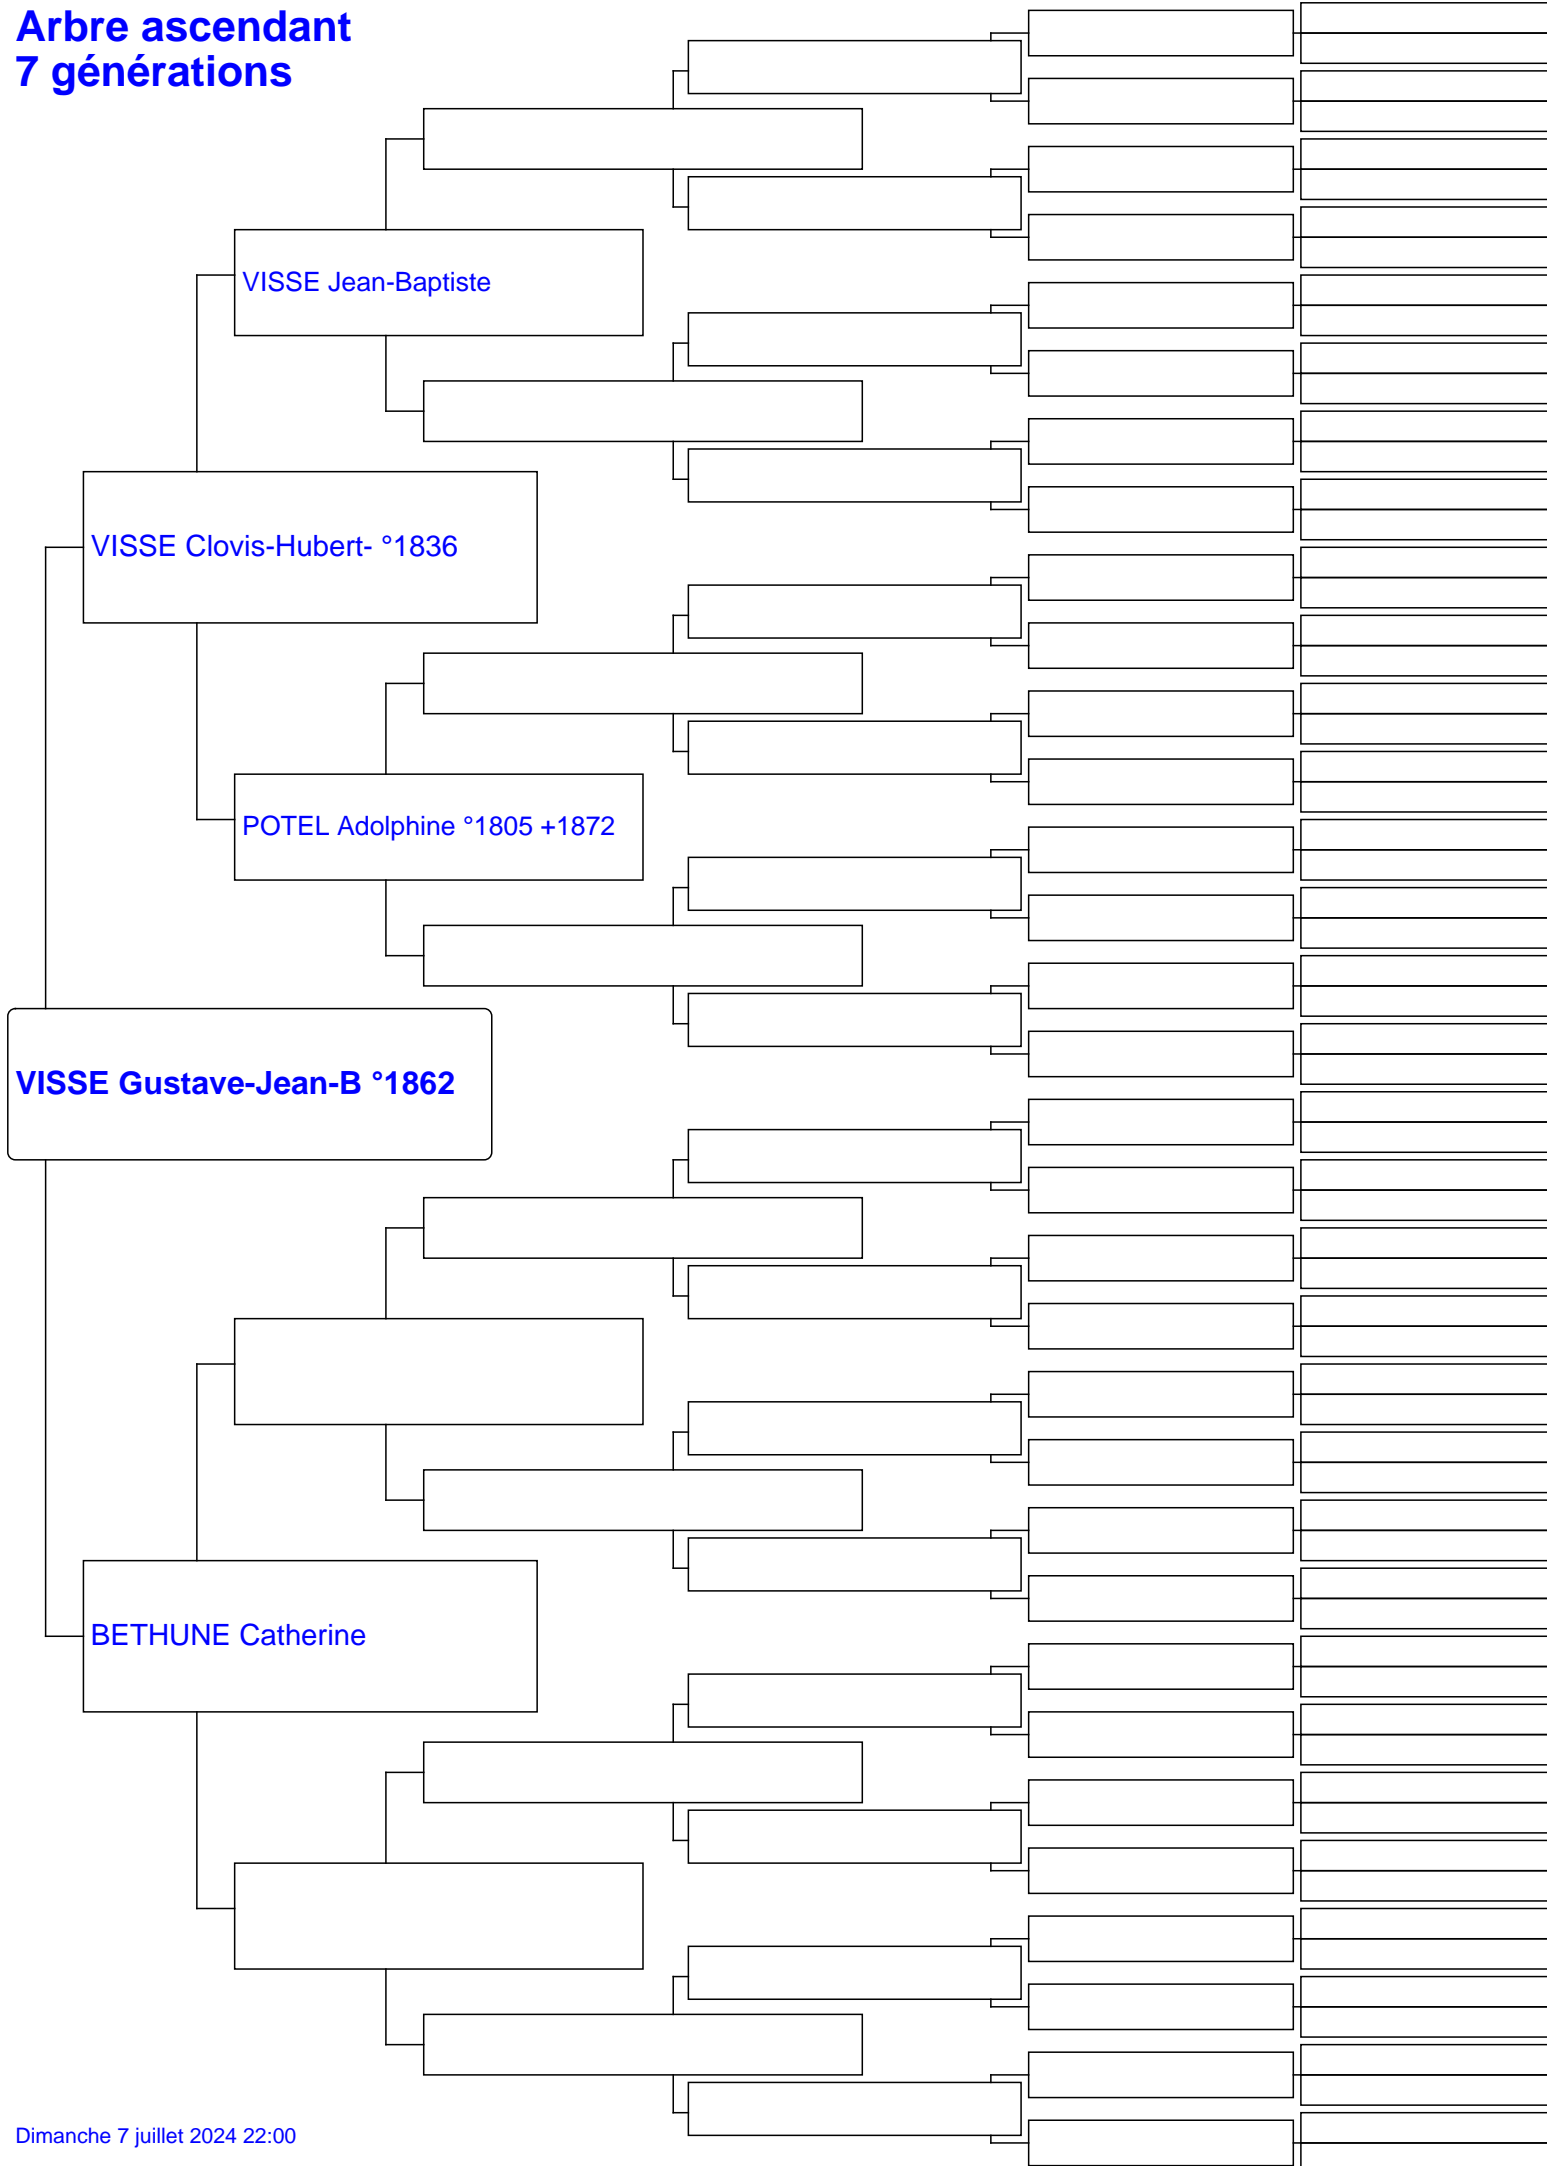 Arbre ascendant
7 générations
VISSE Jean-Baptiste
VISSE Clovis-Hubert- °1836
POTEL Adolphine °1805 +1872
VISSE Gustave-Jean-B °1862
BETHUNE Catherine
Dimanche 7 juillet 2024 22:00